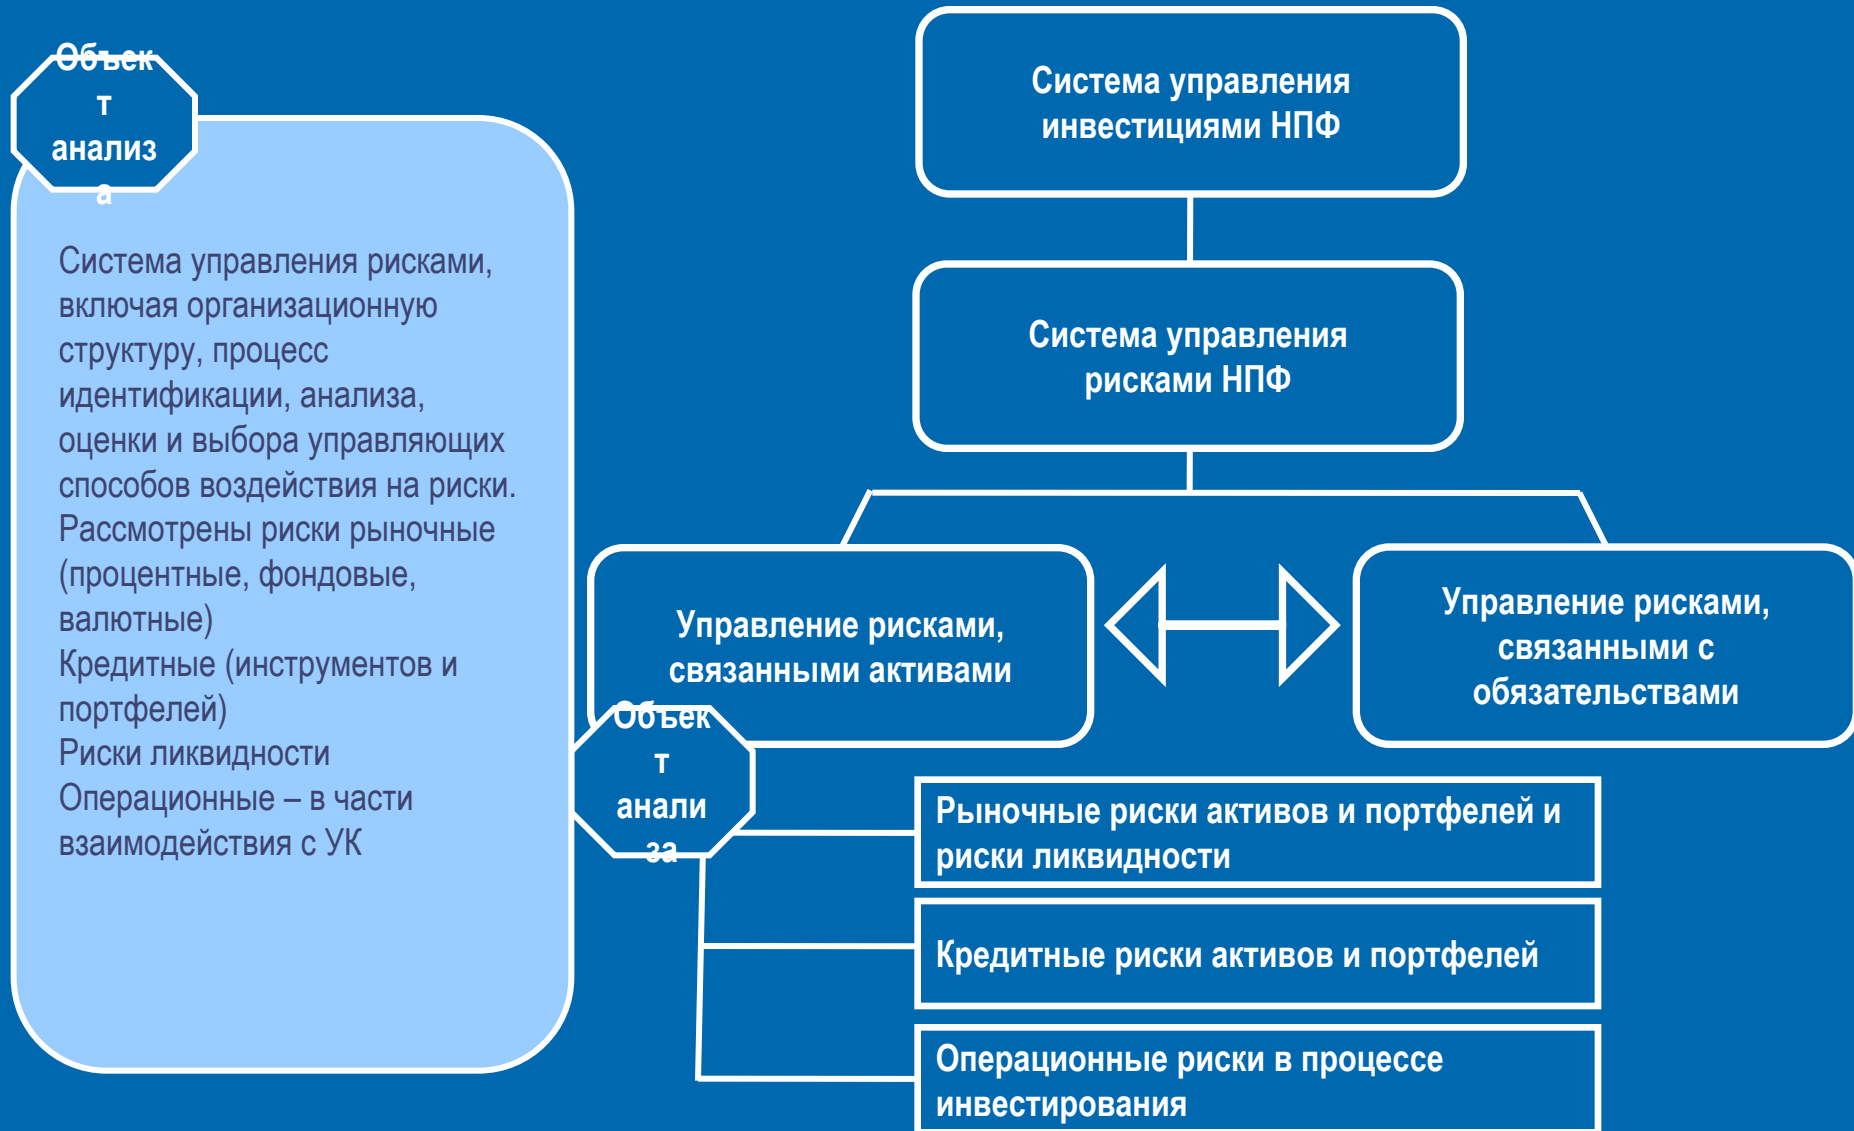 Объек
т
анализ
а
Система управления рисками,
включая организационную
структуру, процесс
идентификации, анализа,
оценки и выбора управляющих
способов воздействия на риски.
Рассмотрены риски рыночные
(процентные, фондовые,
валютные)
Кредитные (инструментов и
портфелей)
Риски ликвидности
Операционные – в части
взаимодействия с УК
Система управления
инвестициями НПФ
Система управления
рисками НПФ
Управление рисками,
связанными активами
Управление рисками,
связанными с
обязательствами
Объек
т
анали
за
Рыночные риски активов и портфелей и
риски ликвидности
Кредитные риски активов и портфелей
Операционные риски в процессе
инвестирования